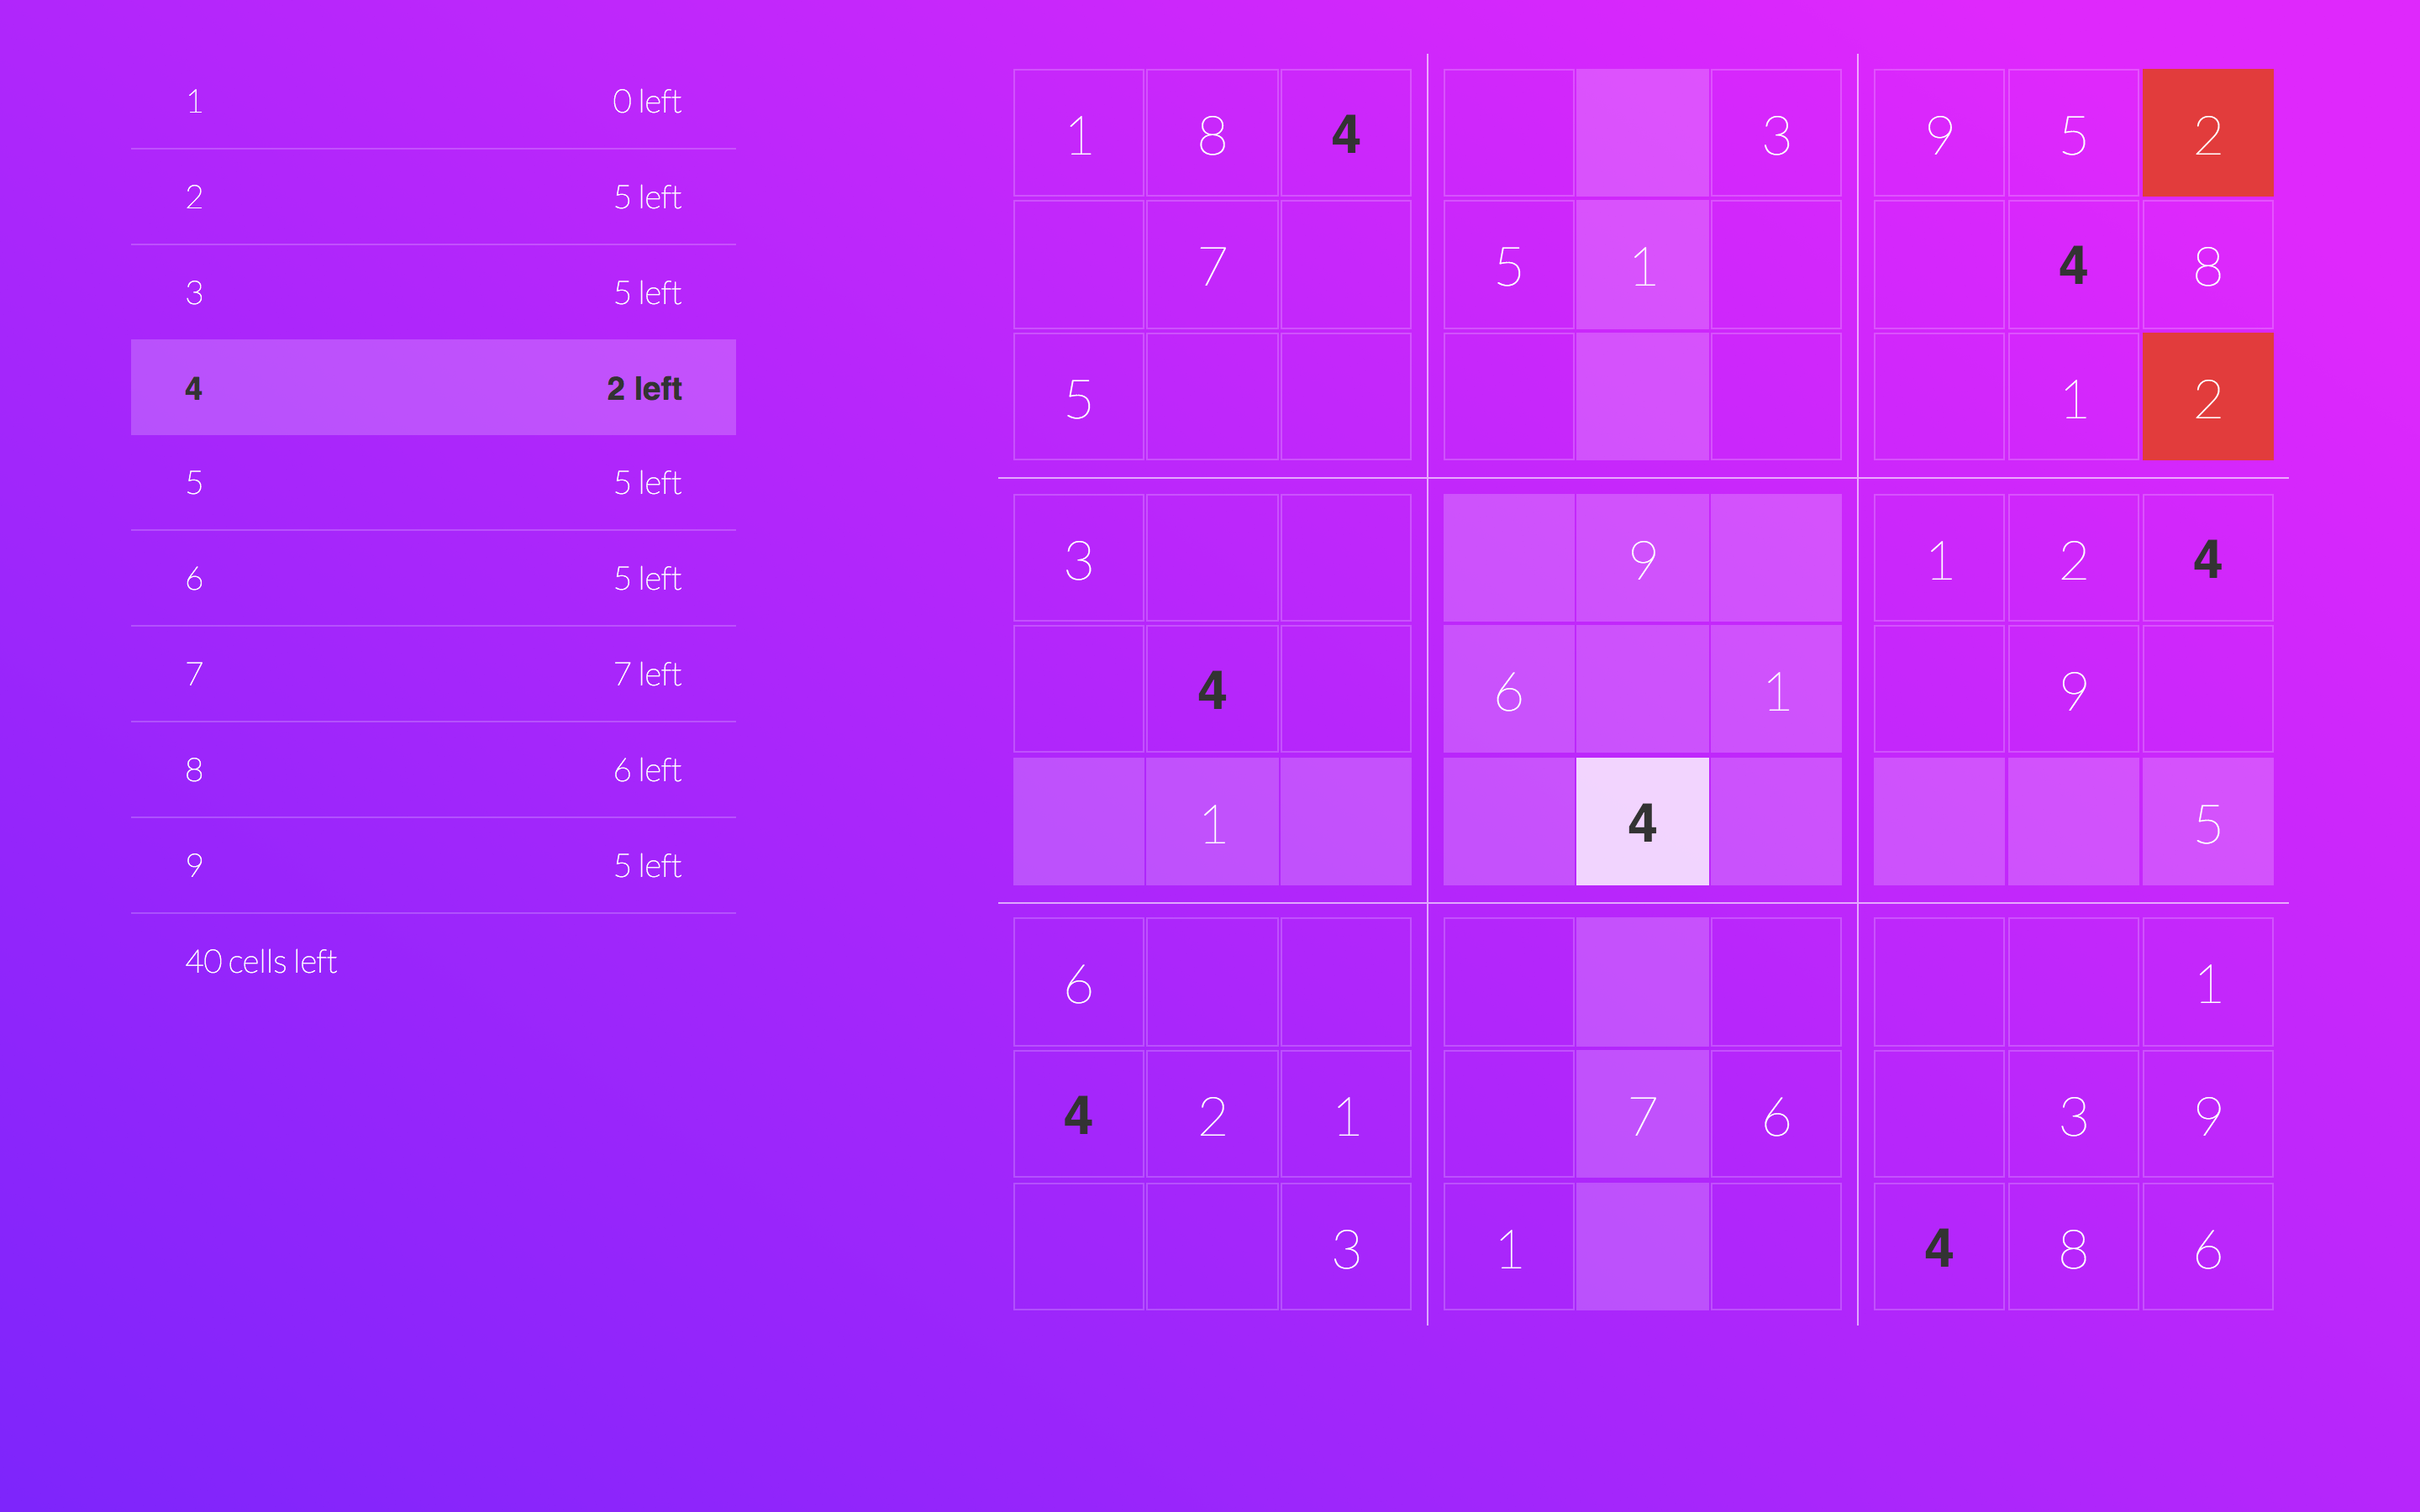 1 0 left
2 5 left
3 5 left
4 2 left
5 5 left
6 5 left
7 7 left
8 6 left
9 5 left
40 cells left
1 8 4 3 9 5 2
7 5 1 4 8
5 1 2
3 9 1 2 4
4 6 1 9
1 4 5
6 1
4 2 1 7 6 3 9
3 1 4 8 6